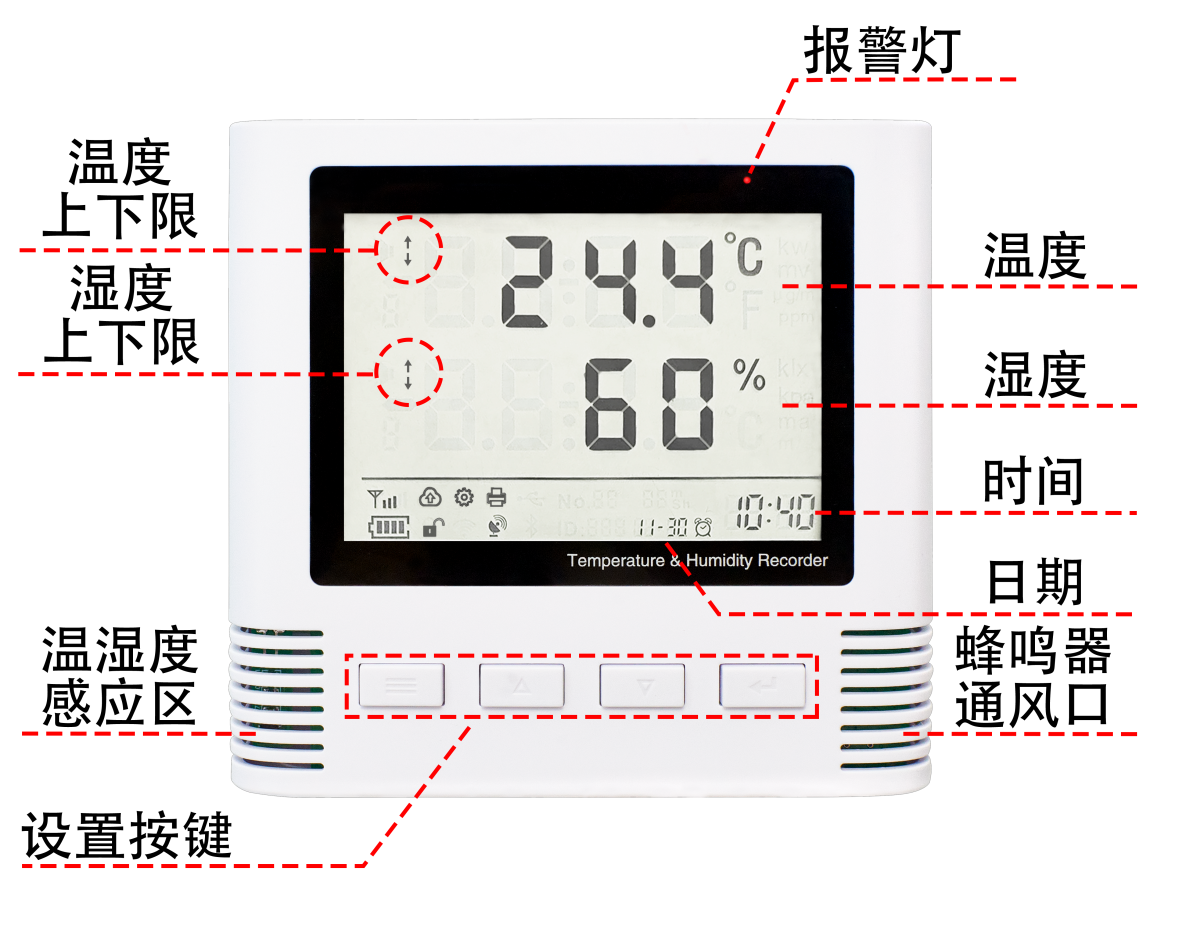 报警灯
温度
上下限
湿度
上下限
24.4 °C
温度
60 %
湿度
11-30
10:40
时间
Temperature & Humidity Recorder
日期
温湿度
感应区
蜂鸣器
通风口
设置按键